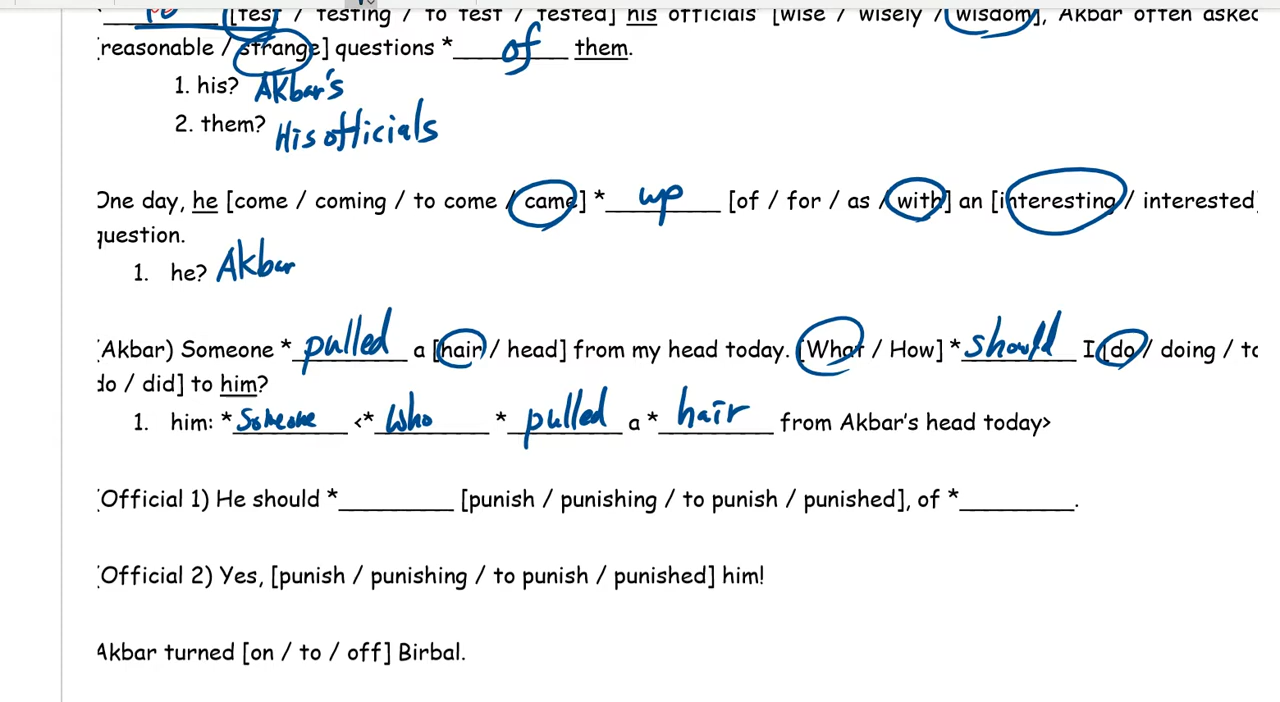 to [test / testing / to test / tested] his officials' [wise / wisely / wisdom], Akbar often asked
reasonable / strange] questions * of them.
1. his? Akbar's
2. them? His officials
One day, he [come / coming / to come / came] * up [of / for / as / with] an [interesting / interested]
question.
1. he? Akbar
(Akbar) Someone * pulled a [hair / head] from my head today. [What / How] * should I [do / doing / to
do / did] to him?
1. him: * Someone <* who * pulled a * hair from Akbar's head today>
(Official 1) He should *_________ [punish / punishing / to punish / punished], of *_________.
(Official 2) Yes, [punish / punishing / to punish / punished] him!
Akbar turned [on / to / off] Birbal.